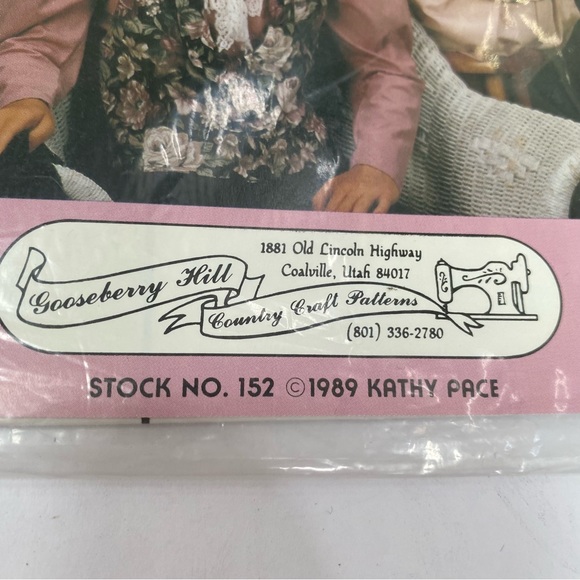 Gooseberry Hill
1881 Old Lincoln Highway
Coalville, Utah 84017
Country Craft Patterns
(801) 336-2780
STOCK NO. 152 ©1989 KATHY PACE